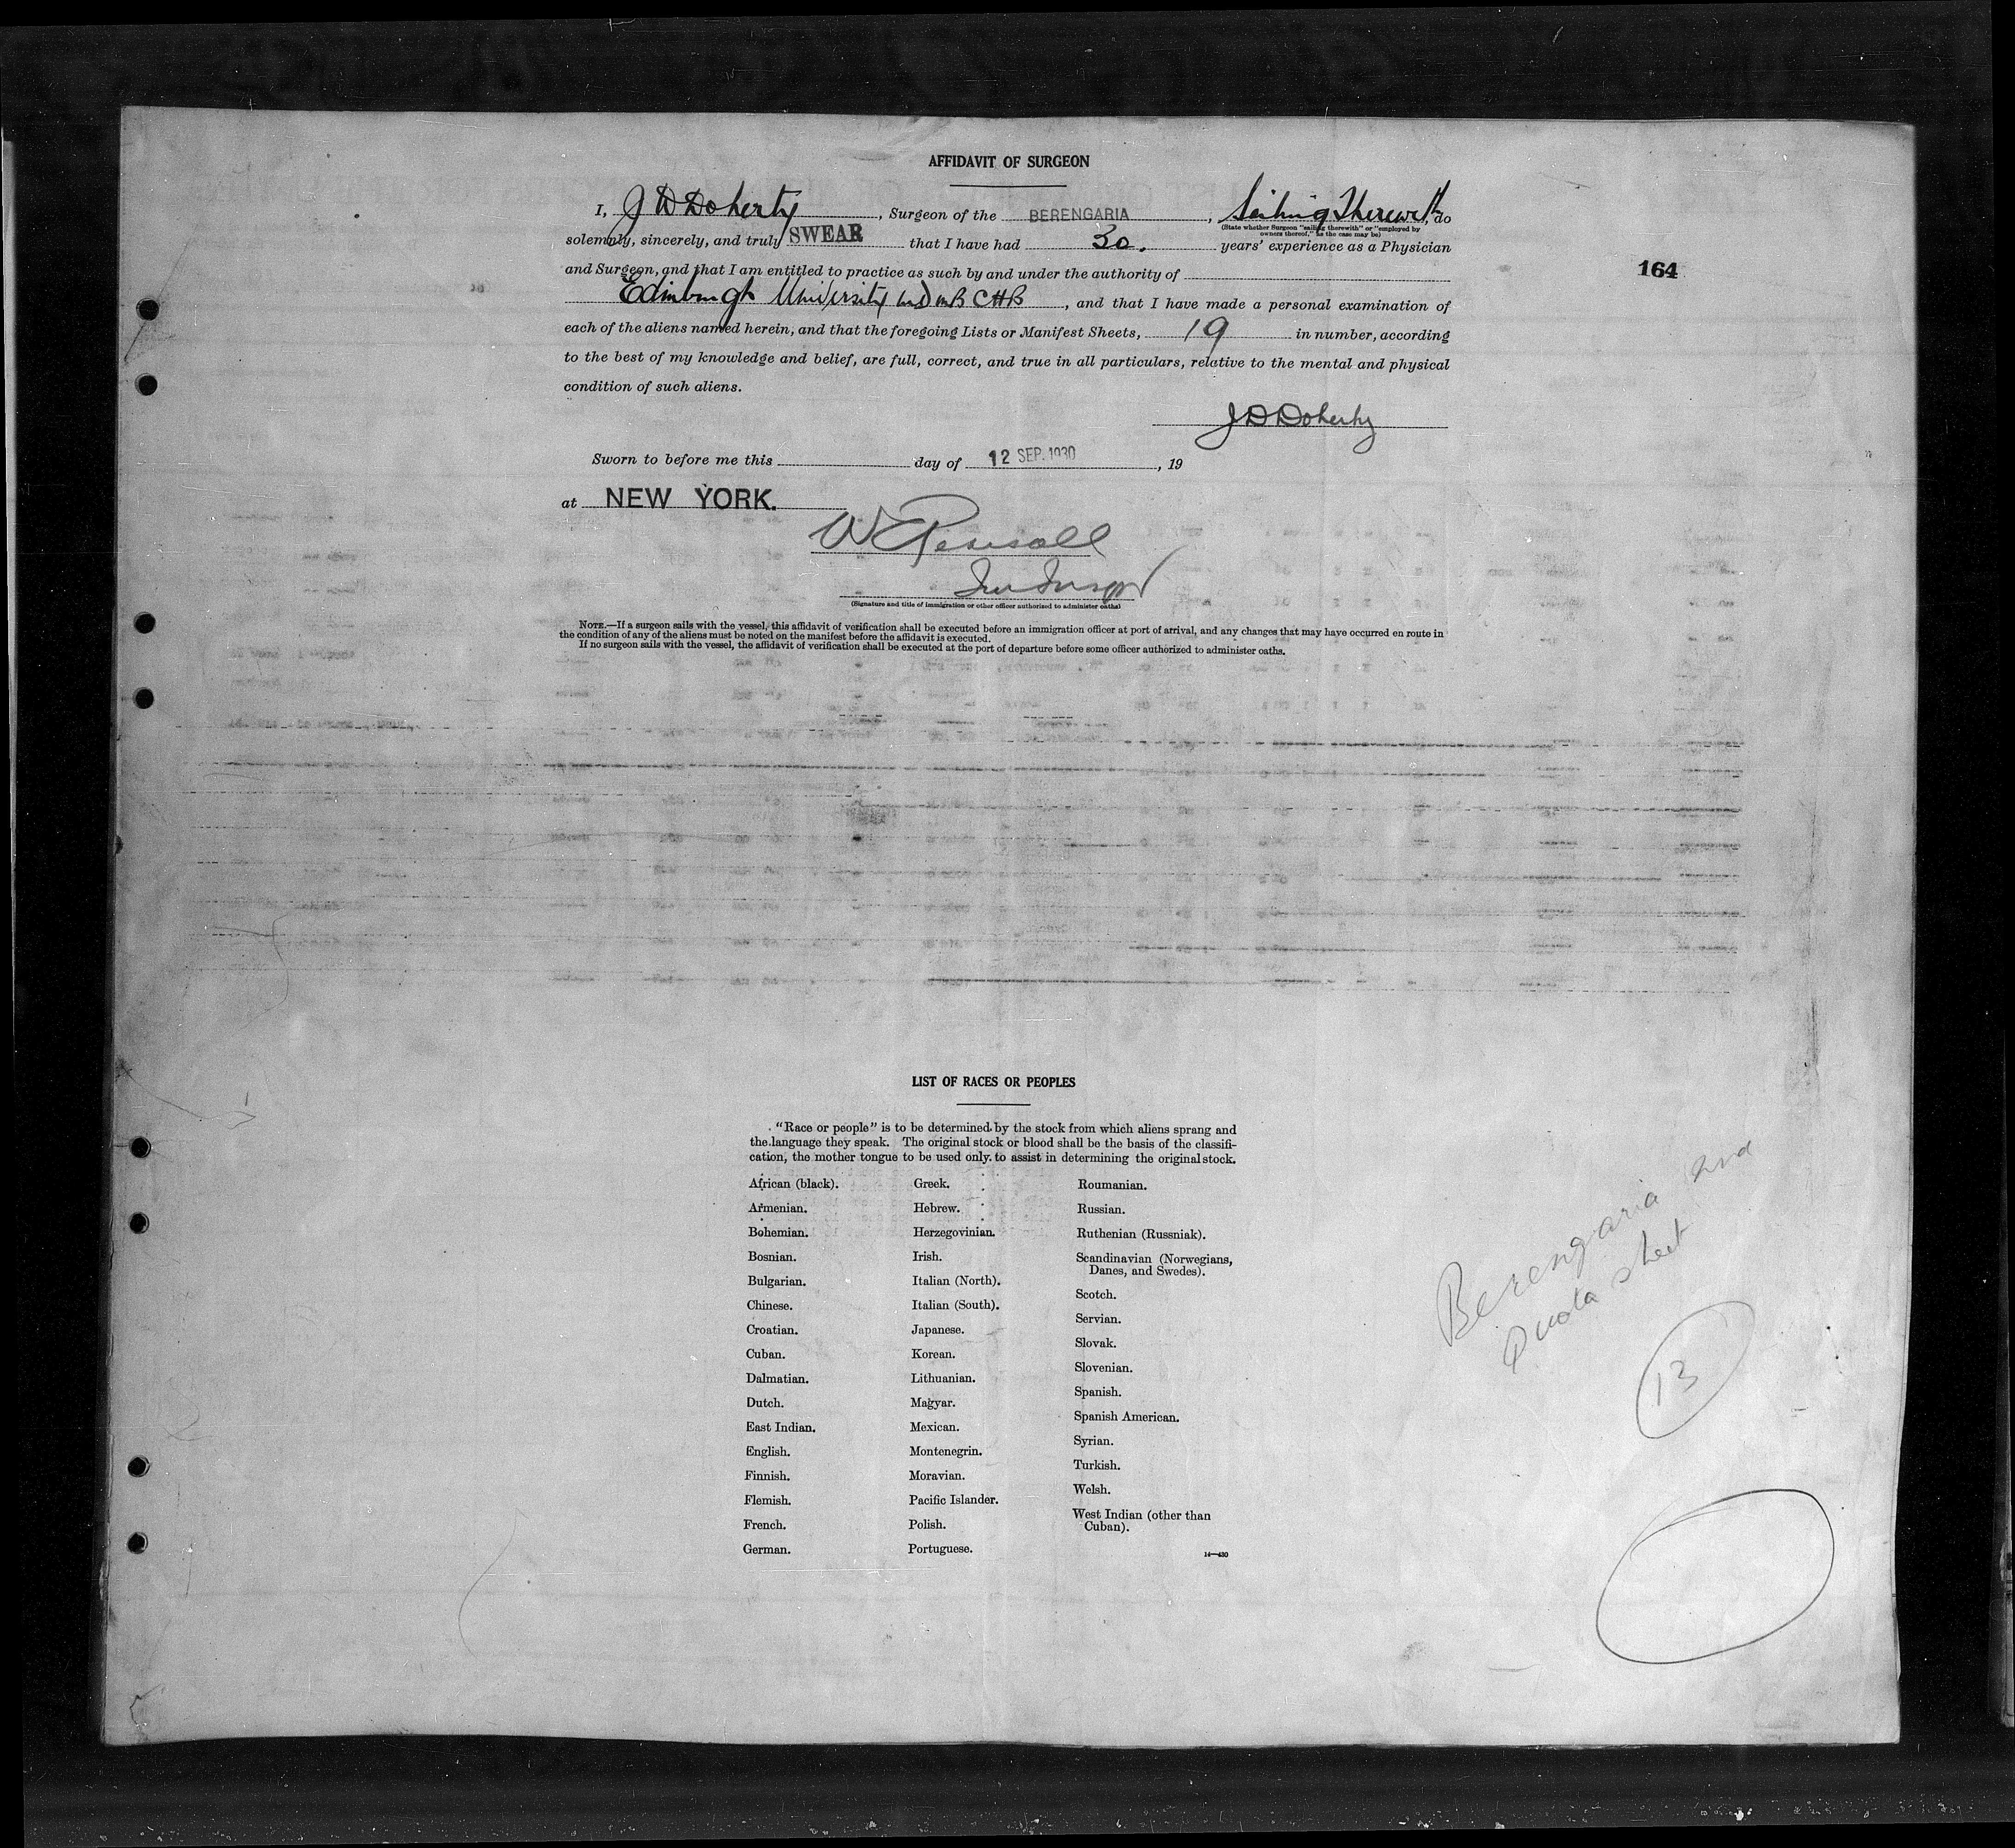 AFFIDAVIT OF SURGEON
164
I, J D Doherty, Surgeon of the BERENGARIA, Sailing Therewith, do
(State whether Surgeon "sailing therewith" or "employed by
owners thereof," as the case may be)
solemnly, sincerely, and truly SWEAR that I have had 30. years' experience as a Physician
and Surgeon, and that I am entitled to practice as such by and under the authority of
Edinburgh University MD MB CHB, and that I have made a personal examination of
each of the aliens named herein, and that the foregoing Lists or Manifest Sheets, 19 in number, according
to the best of my knowledge and belief, are full, correct, and true in all particulars, relative to the mental and physical
condition of such aliens.
J D Doherty
Sworn to before me this day of 12 SEP. 1930, 19
at NEW YORK.
(Signature and title of immigration or other officer authorized to administer oaths)
NOTE.—If a surgeon sails with the vessel, this affidavit of verification shall be executed before an immigration officer at port of arrival, and any changes that may have occurred en route in
the condition of any of the aliens must be noted on the manifest before the affidavit is executed.
If no surgeon sails with the vessel, the affidavit of verification shall be executed at the port of departure before some officer authorized to administer oaths.
LIST OF RACES OR PEOPLES
"Race or people" is to be determined by the stock from which aliens sprang and
the language they speak. The original stock or blood shall be the basis of the classifi-
cation, the mother tongue to be used only to assist in determining the original stock.
African (black).
Armenian.
Bohemian.
Bosnian.
Bulgarian.
Chinese.
Croatian.
Cuban.
Dalmatian.
Dutch.
East Indian.
English.
Finnish.
Flemish.
French.
German.
Greek.
Hebrew.
Herzegovinian.
Irish.
Italian (North).
Italian (South).
Japanese.
Korean.
Lithuanian.
Magyar.
Mexican.
Montenegrin.
Moravian.
Pacific Islander.
Polish.
Portuguese.
Roumanian.
Russian.
Ruthenian (Russniak).
Scandinavian (Norwegians,
Danes, and Swedes).
Scotch.
Servian.
Slovak.
Slovenian.
Spanish.
Spanish American.
Syrian.
Turkish.
Welsh.
West Indian (other than
Cuban).
14—430
Berengaria 2nd
Quota sheet
13